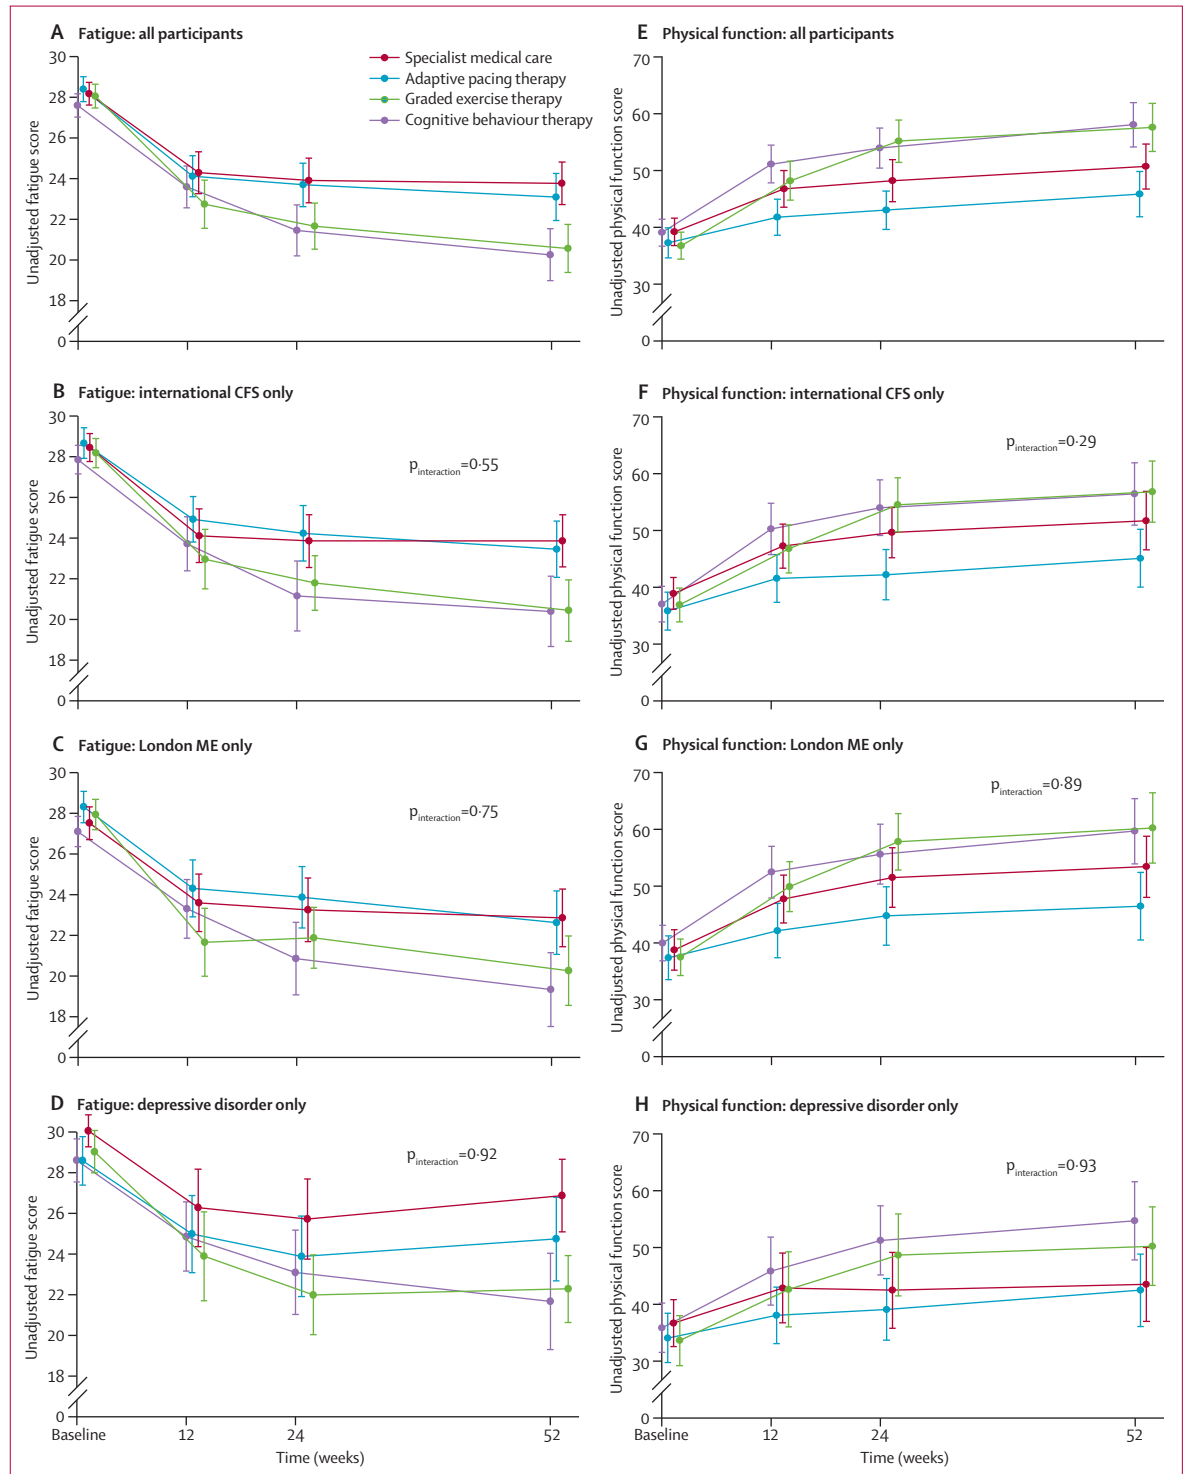 A Fatigue: all participants
30
28
26
24
22
20
18
0
Unadjusted fatigue score
Specialist medical care
Adaptive pacing therapy
Graded exercise therapy
Cognitive behaviour therapy
E Physical function: all participants
70
60
50
40
30
0
Unadjusted physical function score
B Fatigue: international CFS only
30
28
26
24
22
20
18
0
Unadjusted fatigue score
pinteraction=0·55
F Physical function: international CFS only
70
60
50
40
30
0
Unadjusted physical function score
pinteraction=0·29
C Fatigue: London ME only
30
28
26
24
22
20
18
0
Unadjusted fatigue score
pinteraction=0·75
G Physical function: London ME only
70
60
50
40
30
0
Unadjusted physical function score
pinteraction=0·89
D Fatigue: depressive disorder only
30
28
26
24
22
20
18
0
Unadjusted fatigue score
pinteraction=0·92
Baseline 12 24 52
Time (weeks)
H Physical function: depressive disorder only
70
60
50
40
30
0
Unadjusted physical function score
pinteraction=0·93
Baseline 12 24 52
Time (weeks)